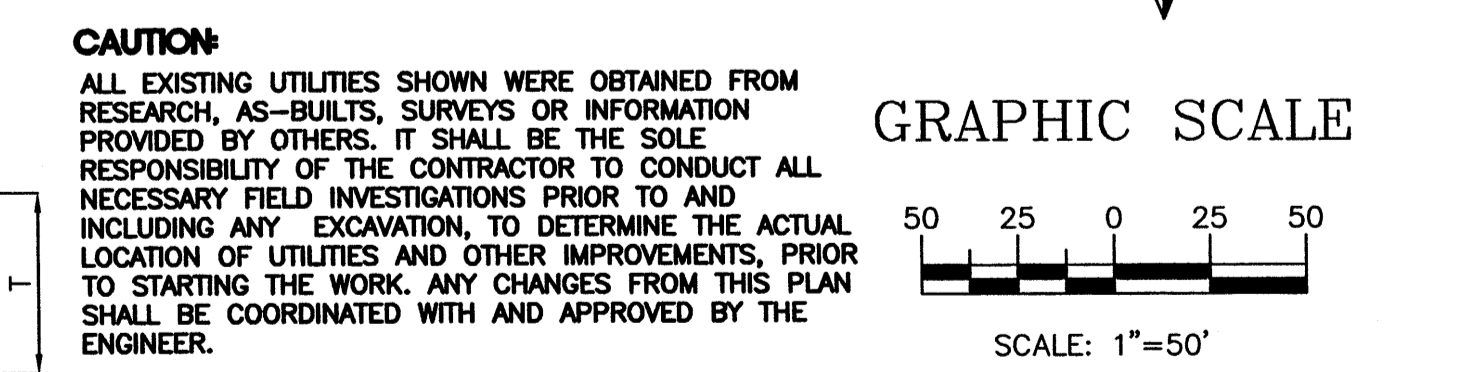 CAUTION:
ALL EXISTING UTILITIES SHOWN WERE OBTAINED FROM
RESEARCH, AS-BUILTS, SURVEYS OR INFORMATION
PROVIDED BY OTHERS. IT SHALL BE THE SOLE
RESPONSIBILITY OF THE CONTRACTOR TO CONDUCT ALL
NECESSARY FIELD INVESTIGATIONS PRIOR TO AND
INCLUDING ANY EXCAVATION, TO DETERMINE THE ACTUAL
LOCATION OF UTILITIES AND OTHER IMPROVEMENTS, PRIOR
TO STARTING THE WORK. ANY CHANGES FROM THIS PLAN
SHALL BE COORDINATED WITH AND APPROVED BY THE
ENGINEER.
T
GRAPHIC SCALE
50 25 0 25 50
SCALE: 1"=50'